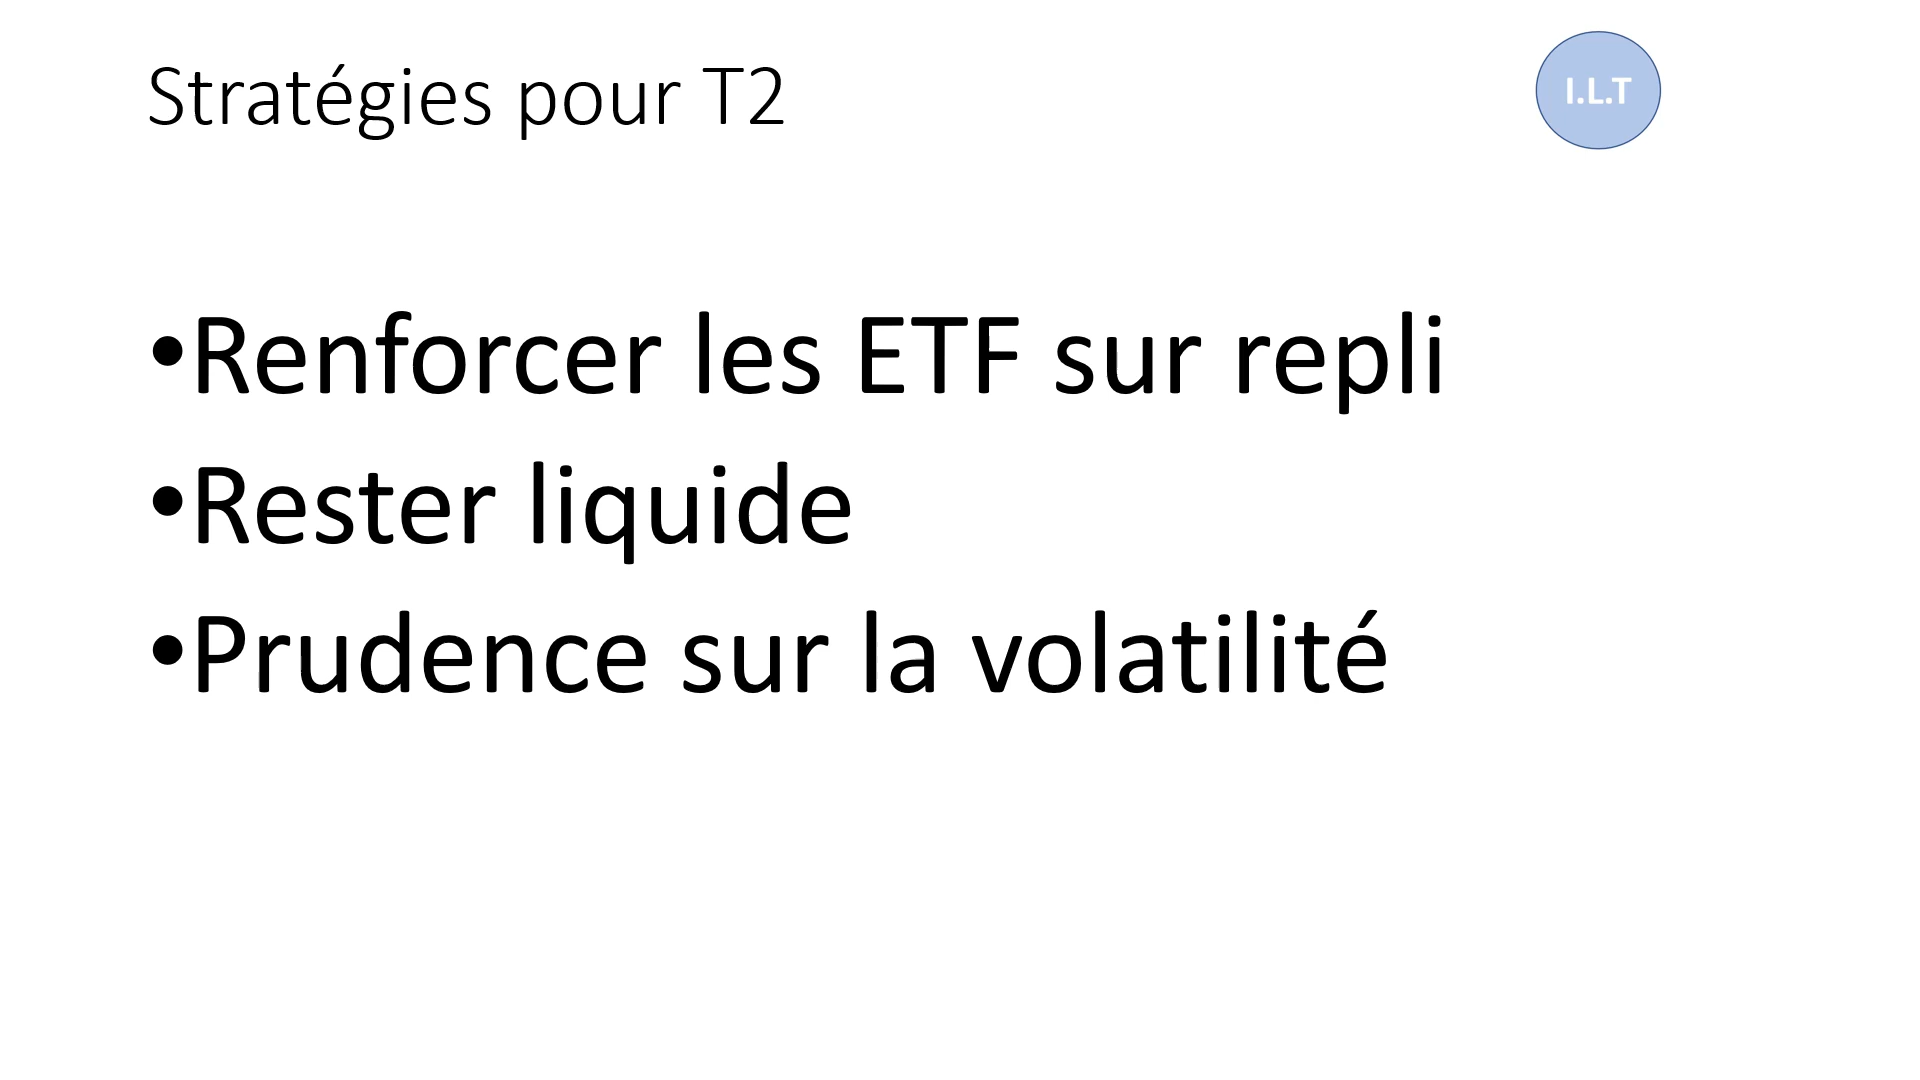 Stratégies pour T2
I.L.T
•Renforcer les ETF sur repli
•Rester liquide
•Prudence sur la volatilité